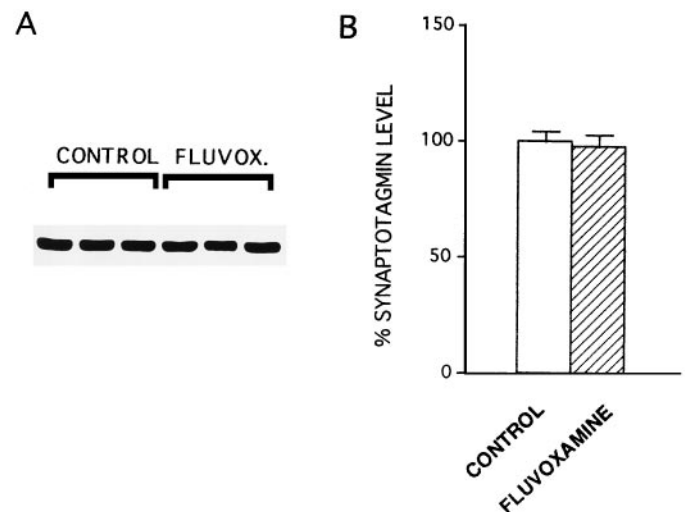 A
CONTROL FLUVOX.
B
% SYNAPTOTAGMIN LEVEL
150
100
50
0
CONTROL
FLUVOXAMINE